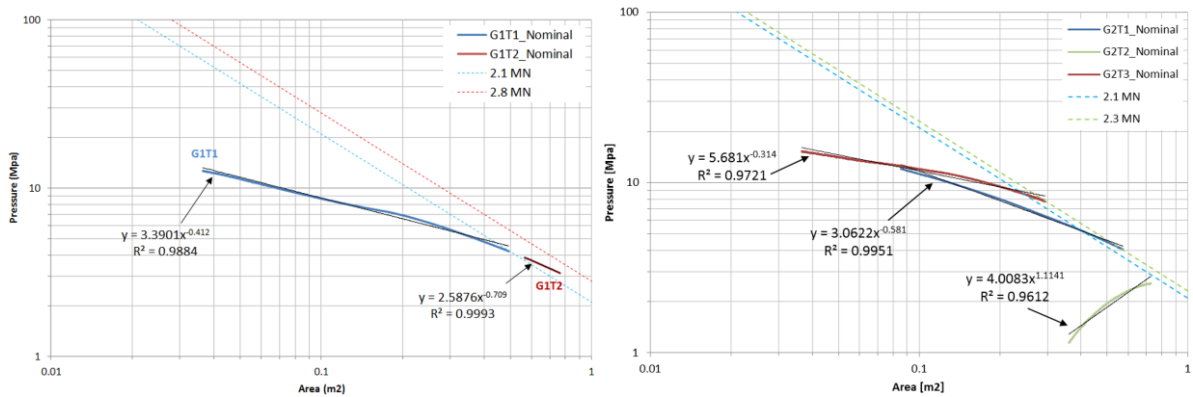 100
G1T1_Nominal
G1T2_Nominal
2.1 MN
2.8 MN
Pressure [Mpa]
G1T1
10
y = 3.3901x^-0.412
R² = 0.9884
y = 2.5876x^-0.709
R² = 0.9993
G1T2
1
0.01
0.1
1
Area (m2)
100
G2T1_Nominal
G2T2_Nominal
G2T3_Nominal
2.1 MN
2.3 MN
Pressure [Mpa]
y = 5.681x^-0.314
R² = 0.9721
10
y = 3.0622x^-0.581
R² = 0.9951
y = 4.0083x^1.1141
R² = 0.9612
1
0.01
0.1
1
Area [m2]